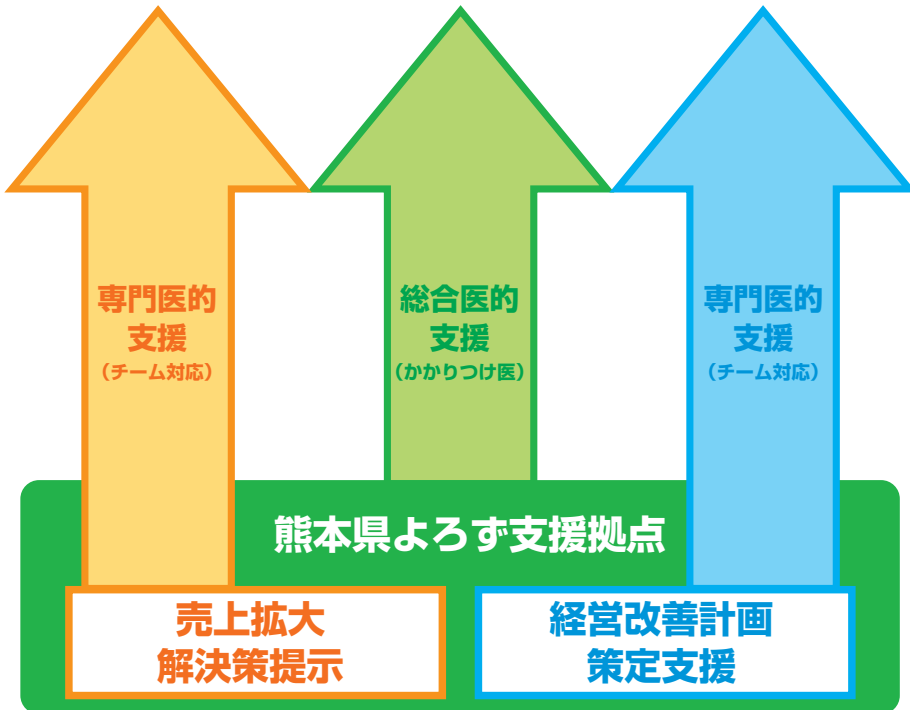 専門医的
支援
(チーム対応)
総合医的
支援
(かかりつけ医)
専門医的
支援
(チーム対応)
熊本県よろず支援拠点
売上拡大
解決策提示
経営改善計画
策定支援